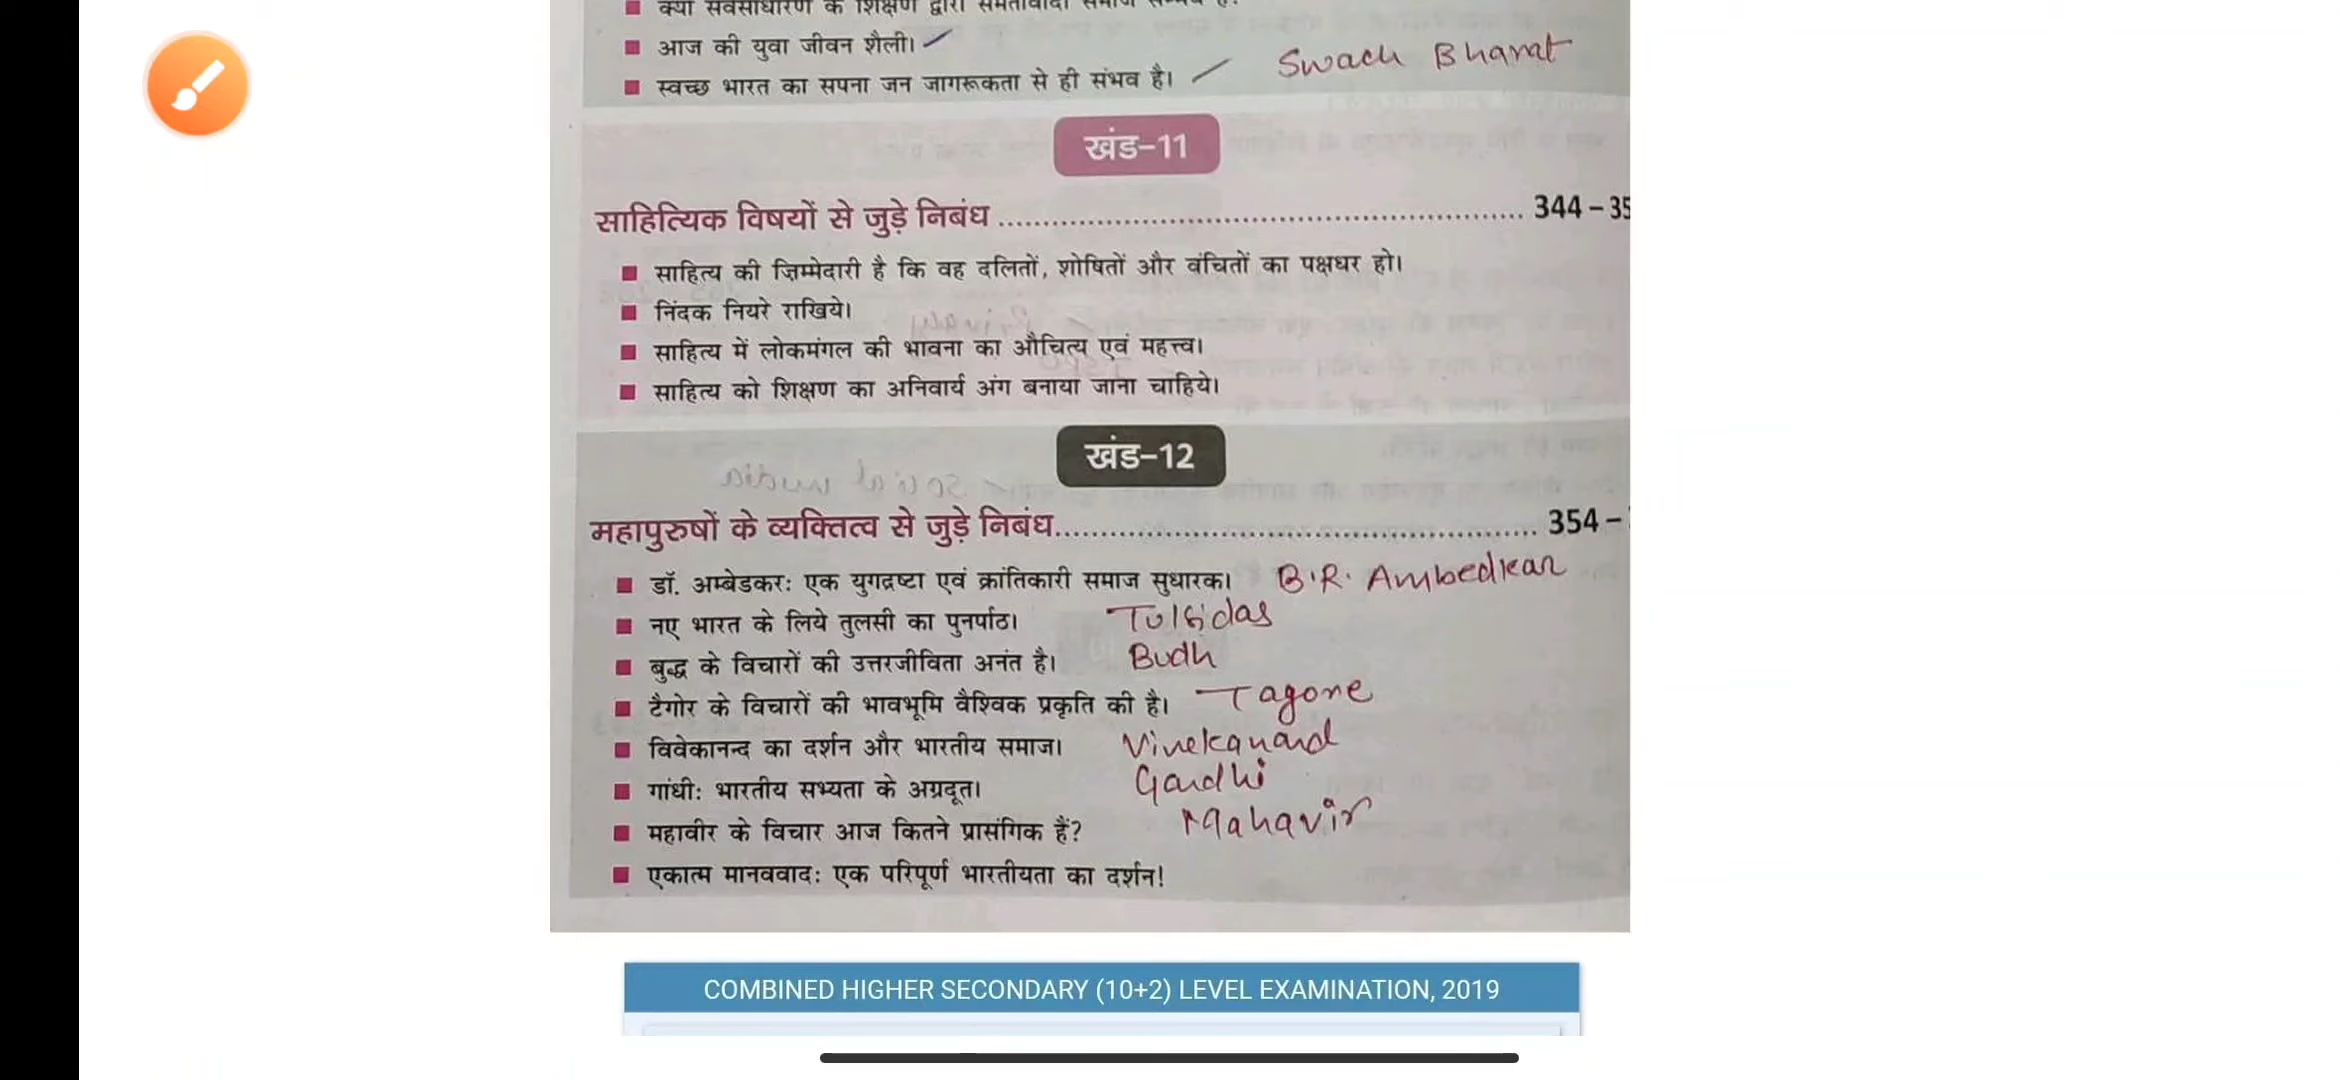 क्या सर्वसाधारण के शिक्षण द्वारा समतावादी समाज सम्भव है?
आज की युवा जीवन शैली।
स्वच्छ भारत का सपना जन जागरूकता से ही संभव है। Swach Bharat
खंड-11
साहित्यिक विषयों से जुड़े निबंध 344 – 35
साहित्य की ज़िम्मेदारी है कि वह दलितों, शोषितों और वंचितों का पक्षधर हो।
निंदक नियरे राखिये।
साहित्य में लोकमंगल की भावना का औचित्य एवं महत्त्व।
साहित्य को शिक्षण का अनिवार्य अंग बनाया जाना चाहिये।
खंड-12
महापुरुषों के व्यक्तित्व से जुड़े निबंध 354 –
डॉ. अम्बेडकर: एक युगद्रष्टा एवं क्रांतिकारी समाज सुधारक। B.R. Ambedkar
नए भारत के लिये तुलसी का पुनर्पाठ। Tulsidas
बुद्ध के विचारों की उत्तरजीविता अनंत है। Budh
टैगोर के विचारों की भावभूमि वैश्विक प्रकृति की है। Tagore
विवेकानन्द का दर्शन और भारतीय समाज। Vivekanand
गांधी: भारतीय सभ्यता के अग्रदूत। Gandhi
महावीर के विचार आज कितने प्रासंगिक हैं? Mahavir
एकात्म मानववाद: एक परिपूर्ण भारतीयता का दर्शन!
COMBINED HIGHER SECONDARY (10+2) LEVEL EXAMINATION, 2019